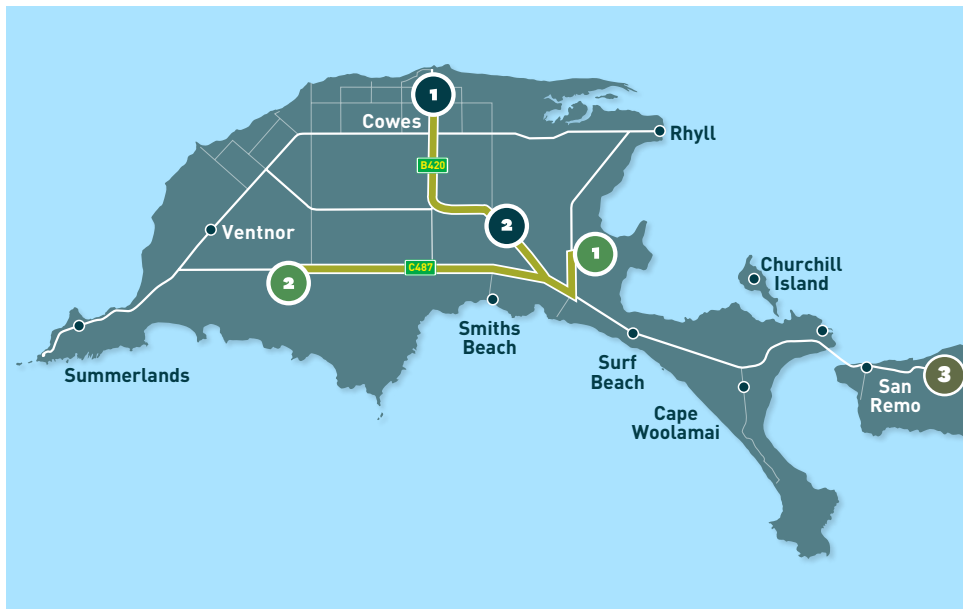 1
Cowes
Rhyll
B420
2
Ventnor
1
C487
2
Churchill
Island
Smiths
Beach
Surf
Beach
Summerlands
3
San
Remo
Cape
Woolamai